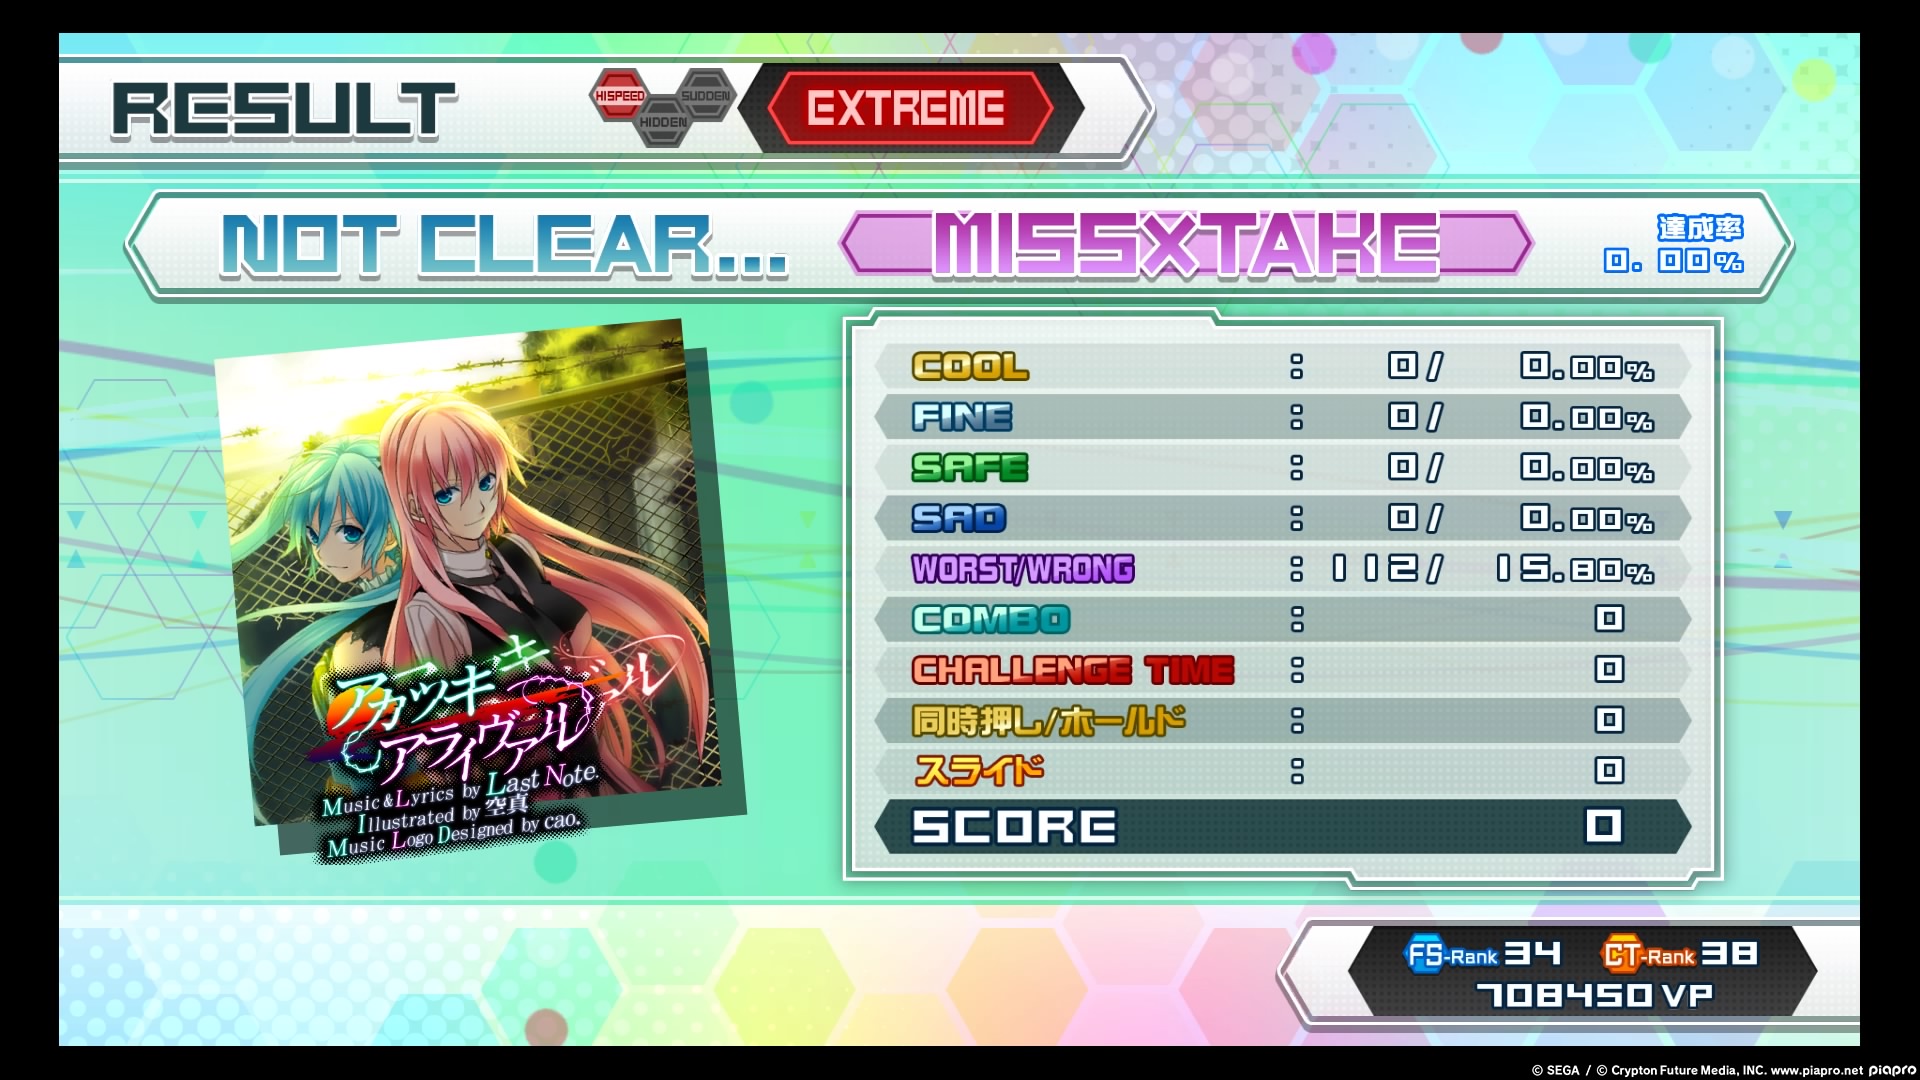 RESULT
HISPEED
HIDDEN
SUDDEN
EXTREME
NOT CLEAR...
MISS×TAKE
達成率
0.00%
COOL : 0/ 0.00%
FINE : 0/ 0.00%
SAFE : 0/ 0.00%
SAD : 0/ 0.00%
WORST/WRONG : 112/ 15.80%
COMBO : 0
CHALLENGE TIME : 0
同時押し/ホールド : 0
スライド : 0
SCORE 0
アカツキ
アライヴァル
Music & Lyrics by Last Note.
Illustrated by 空真
Music Logo Designed by cao.
FS-Rank 34 CT-Rank 38
708450 VP
© SEGA / © Crypton Future Media, INC. www.piapro.net piapro